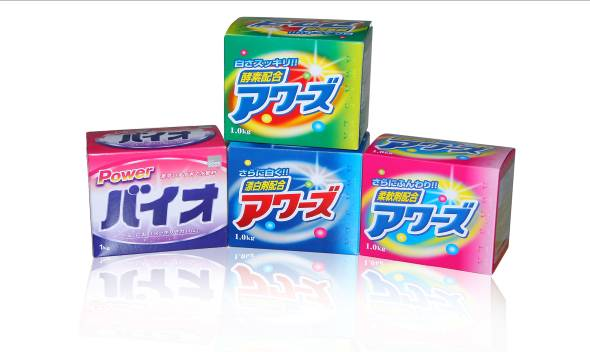 白さスッキリ!!
酵素配合
アワーズ
1.0kg
Power
バイオ
1kg
さらに白く!!
漂白剤配合
アワーズ
1.0kg
さらにふんわり!!
柔軟剤配合
アワーズ
1.0kg